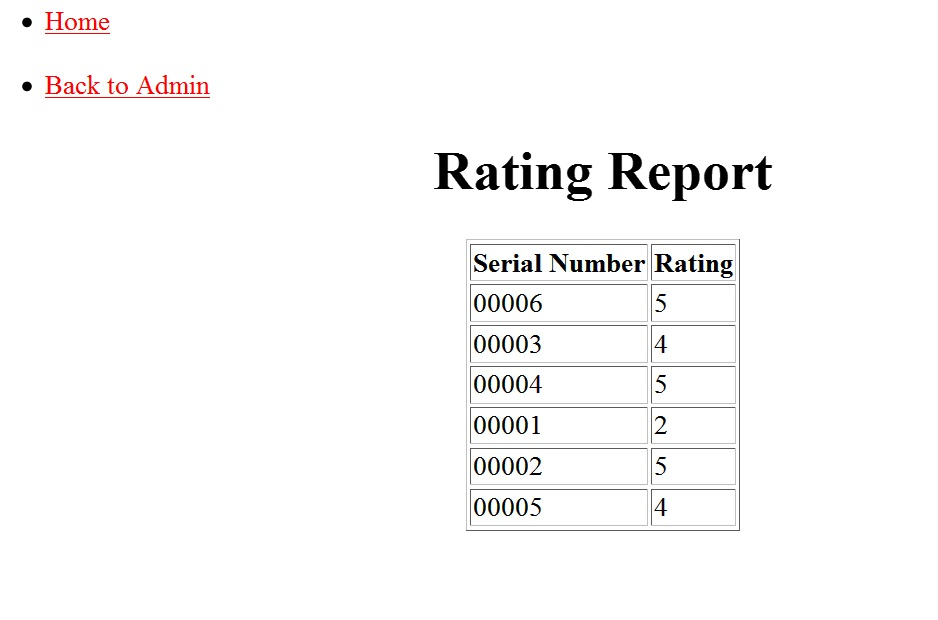 Home
Back to Admin
Rating Report
Serial Number Rating
00006 5
00003 4
00004 5
00001 2
00002 5
00005 4